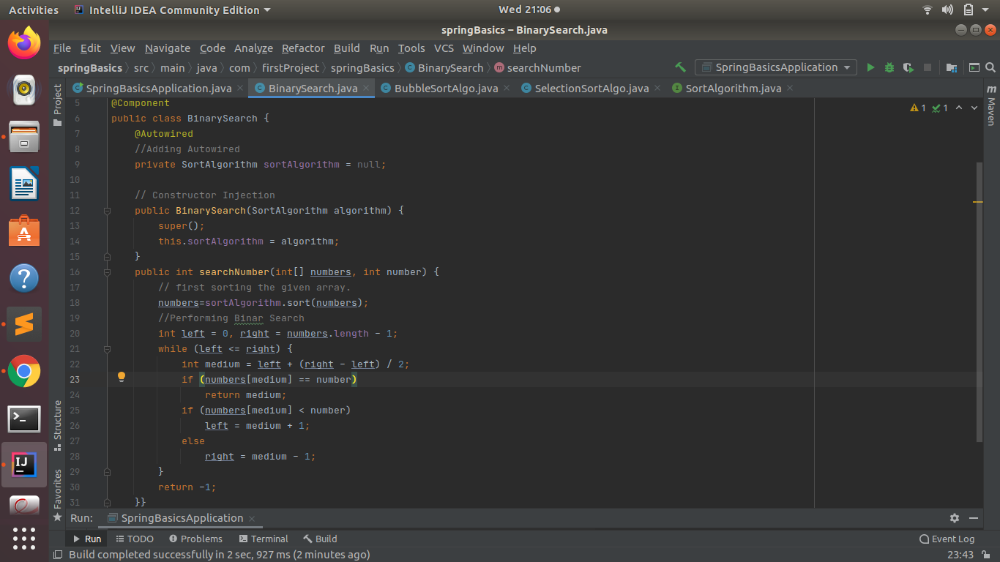 Activities IntelliJ IDEA Community Edition Wed 21:06
springBasics – BinarySearch.java
File Edit View Navigate Code Analyze Refactor Build Run Tools VCS Window Help
springBasics src main java com firstProject springBasics BinarySearch searchNumber SpringBasicsApplication
SpringBasicsApplication.java BinarySearch.java BubbleSortAlgo.java SelectionSortAlgo.java SortAlgorithm.java
Project
Structure
Favorites
Maven
1 1
5 @Component
6 public class BinarySearch {
7 @Autowired
8 //Adding Autowired
9 private SortAlgorithm sortAlgorithm = null;
10
11 // Constructor Injection
12 public BinarySearch(SortAlgorithm algorithm) {
13 super();
14 this.sortAlgorithm = algorithm;
15 }
16 public int searchNumber(int[] numbers, int number) {
17 // first sorting the given array.
18 numbers=sortAlgorithm.sort(numbers);
19 //Performing Binar Search
20 int left = 0, right = numbers.length - 1;
21 while (left <= right) {
22 int medium = left + (right - left) / 2;
23 if (numbers[medium] == number)
24 return medium;
25 if (numbers[medium] < number)
26 left = medium + 1;
27 else
28 right = medium - 1;
29 }
30 return -1;
31 }}
Run: SpringBasicsApplication
Run TODO Problems Terminal Build Event Log
Build completed successfully in 2 sec, 927 ms (2 minutes ago) 23:43